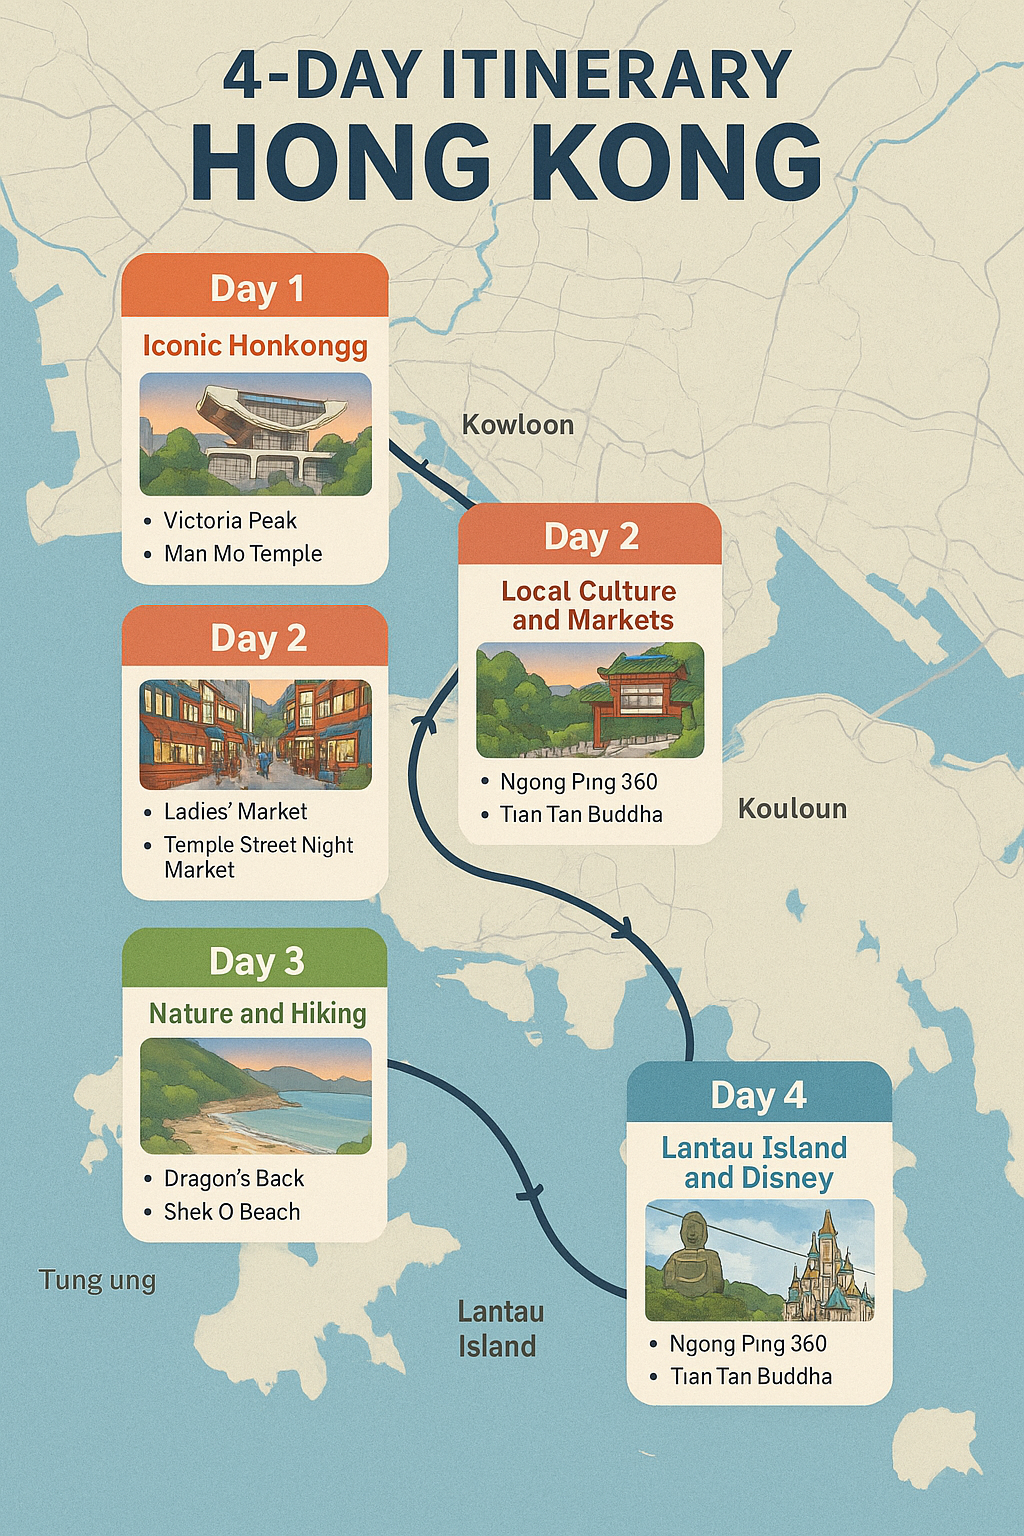 4-DAY ITINERARY
HONG KONG
Day 1
Iconic Honkongg
• Victoria Peak
• Man Mo Temple
Kowloon
Day 2
Local Culture
and Markets
• Ngong Pıng 360
• Tıan Tan Buddha
Day 2
• Ladies’ Market
• Temple Street Night
Market
Kouloun
Day 3
Nature and Hiking
• Dragon’s Back
• Shek O Beach
Day 4
Lantau Island
and Disney
• Ngong Pıng 360
• Tıan Tan Buddha
Tung ung
Lantau
Island